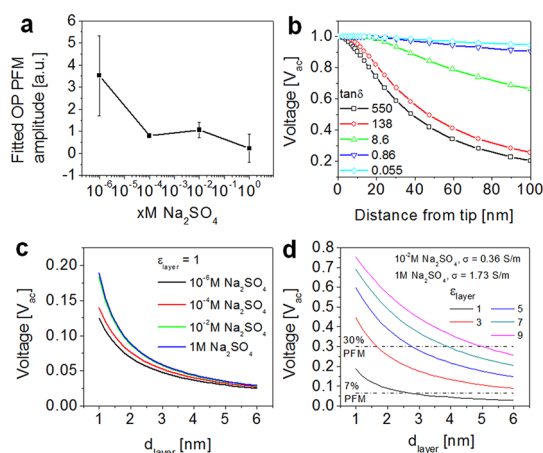 a
Fitted OP PFM
amplitude [a.u.]
6
5
4
3
2
1
0
-1
10⁻⁶ 10⁻⁵ 10⁻⁴ 10⁻³ 10⁻² 10⁻¹ 10⁰
xM Na₂SO₄
b
Voltage [Vₐc]
1.0
0.8
0.6
0.4
0.2
tanδ
550
138
8.6
0.86
0.055
0 20 40 60 80 100
Distance from tip [nm]
c
Voltage [Vₐc]
0.20
0.15
0.10
0.05
0.00
ε_layer = 1
10⁻⁶M Na₂SO₄
10⁻⁴M Na₂SO₄
10⁻²M Na₂SO₄
1M Na₂SO₄
1 2 3 4 5 6
d_layer [nm]
d
Voltage [Vₐc]
0.8
0.7
0.6
0.5
0.4
0.3
0.2
0.1
0.0
10⁻²M Na₂SO₄, σ = 0.36 S/m
1M Na₂SO₄, σ = 1.73 S/m
ε_layer
1 5
3 7
9
30%
PFM
7%
PFM
1 2 3 4 5 6
d_layer [nm]